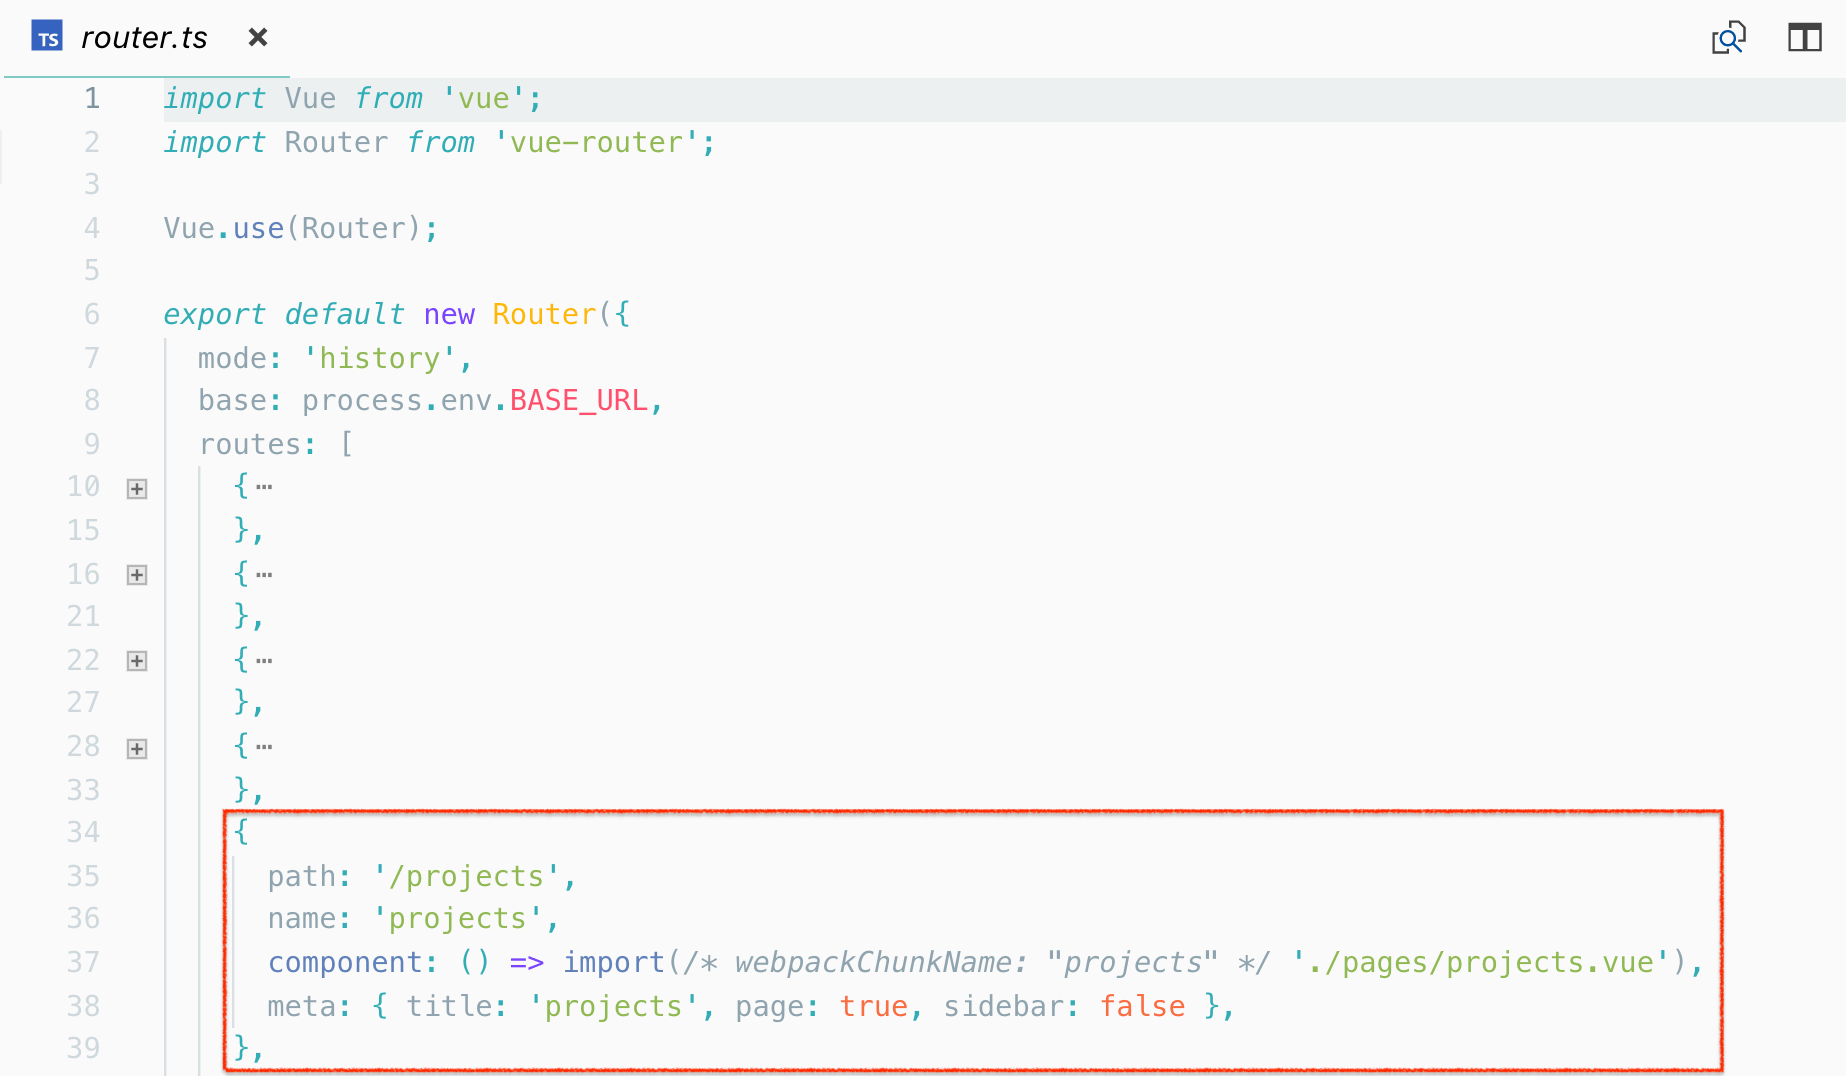 TS router.ts ×
1 import Vue from 'vue';
2 import Router from 'vue-router';
3
4 Vue.use(Router);
5
6 export default new Router({
7 mode: 'history',
8 base: process.env.BASE_URL,
9 routes: [
10 {…
15 },
16 {…
21 },
22 {…
27 },
28 {…
33 },
34 {
35 path: '/projects',
36 name: 'projects',
37 component: () => import(/* webpackChunkName: "projects" */ './pages/projects.vue'),
38 meta: { title: 'projects', page: true, sidebar: false },
39 },